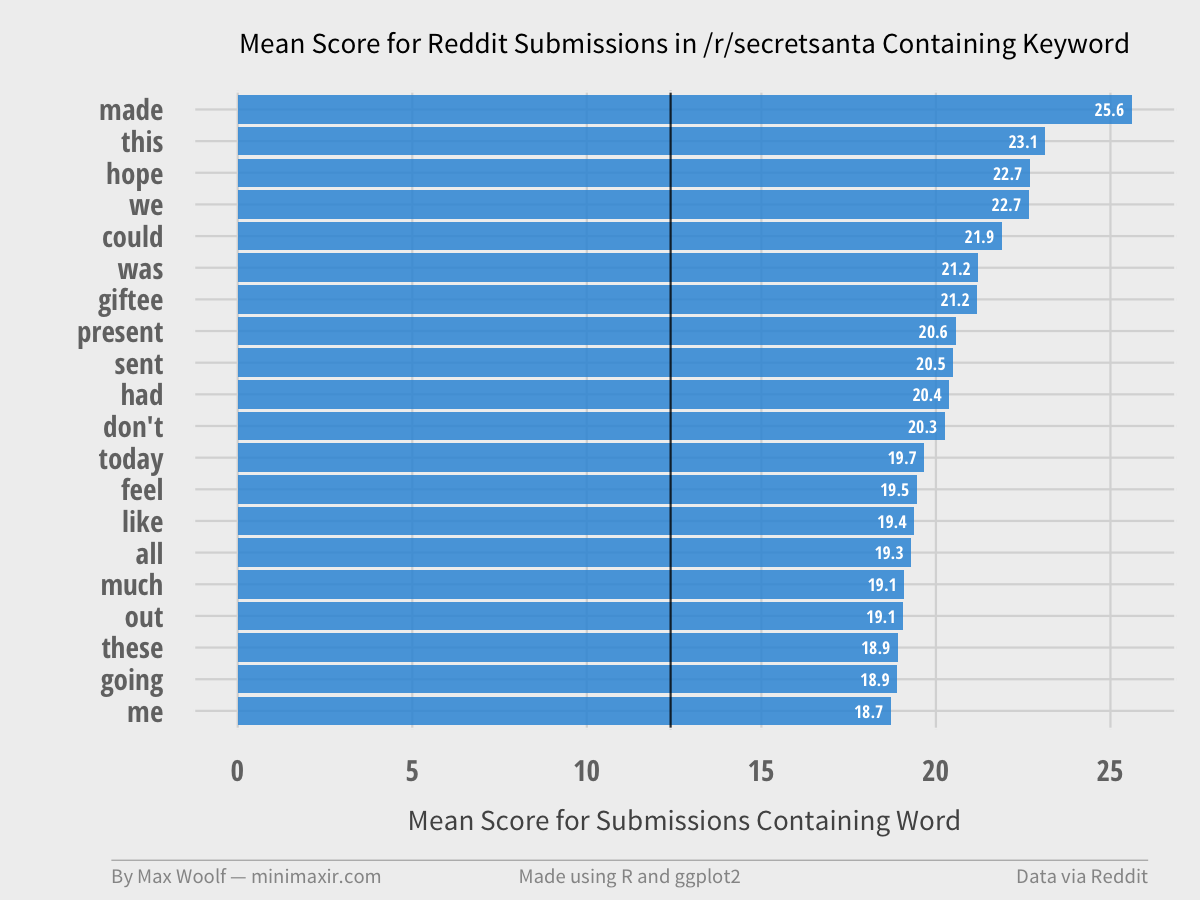 Mean Score for Reddit Submissions in /r/secretsanta Containing Keyword
made 25.6
this 23.1
hope 22.7
we 22.7
could 21.9
was 21.2
giftee 21.2
present 20.6
sent 20.5
had 20.4
don't 20.3
today 19.7
feel 19.5
like 19.4
all 19.3
much 19.1
out 19.1
these 18.9
going 18.9
me 18.7
0 5 10 15 20 25
Mean Score for Submissions Containing Word
By Max Woolf — minimaxir.com Made using R and ggplot2 Data via Reddit